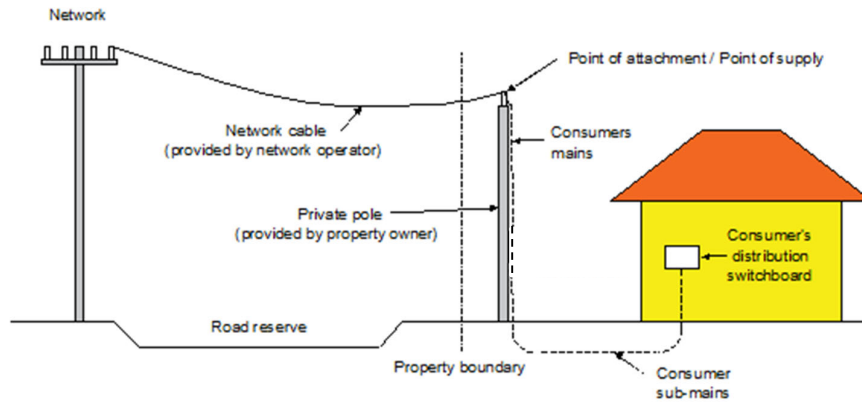 Network
Point of attachment / Point of supply
Network cable
(provided by network operator)
Consumers
mains
Private pole
(provided by property owner)
Consumer's
distribution
switchboard
Road reserve
Property boundary
Consumer
sub-mains